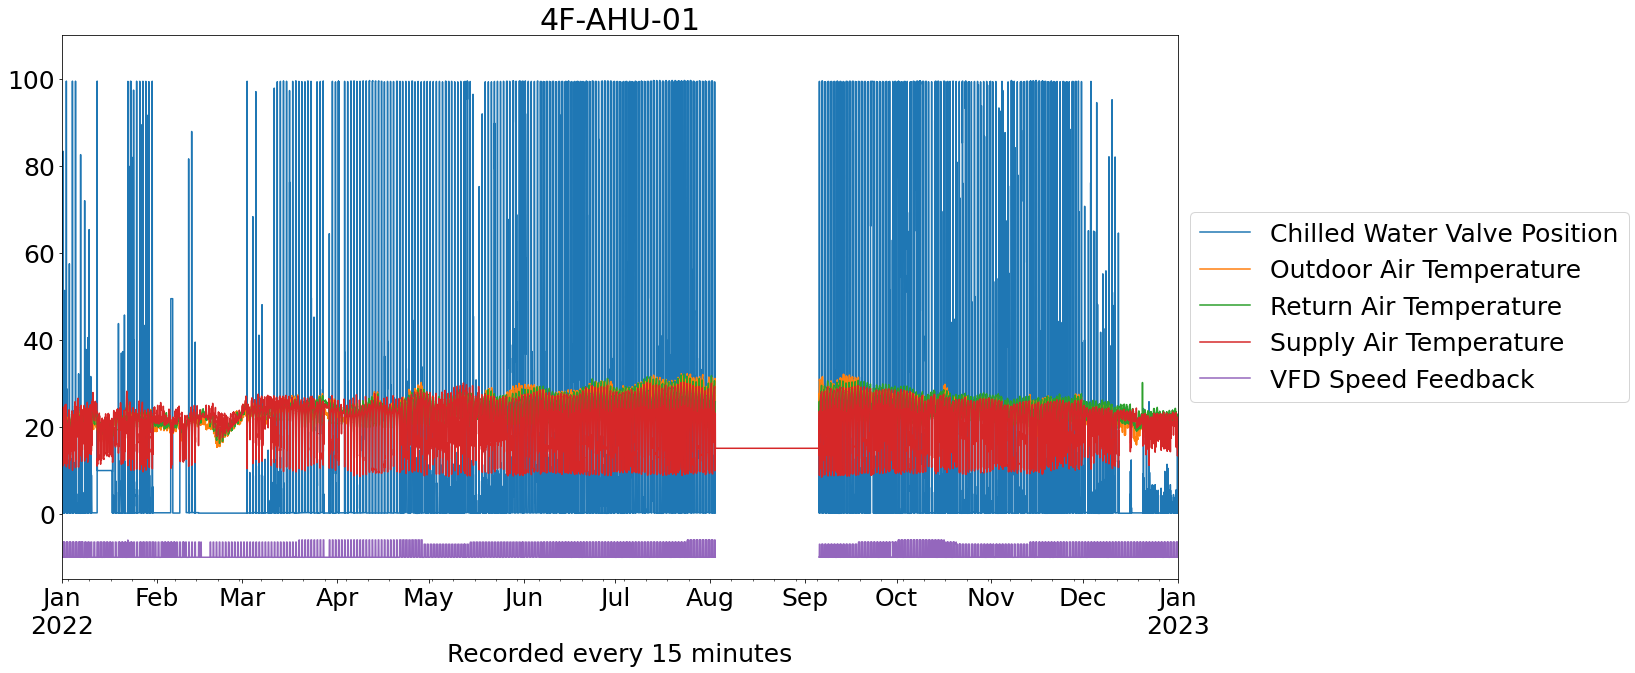 4F-AHU-01
100
80
60
40
20
0
Jan Feb Mar Apr May Jun Jul Aug Sep Oct Nov Dec Jan
2022 2023
Recorded every 15 minutes
Chilled Water Valve Position
Outdoor Air Temperature
Return Air Temperature
Supply Air Temperature
VFD Speed Feedback